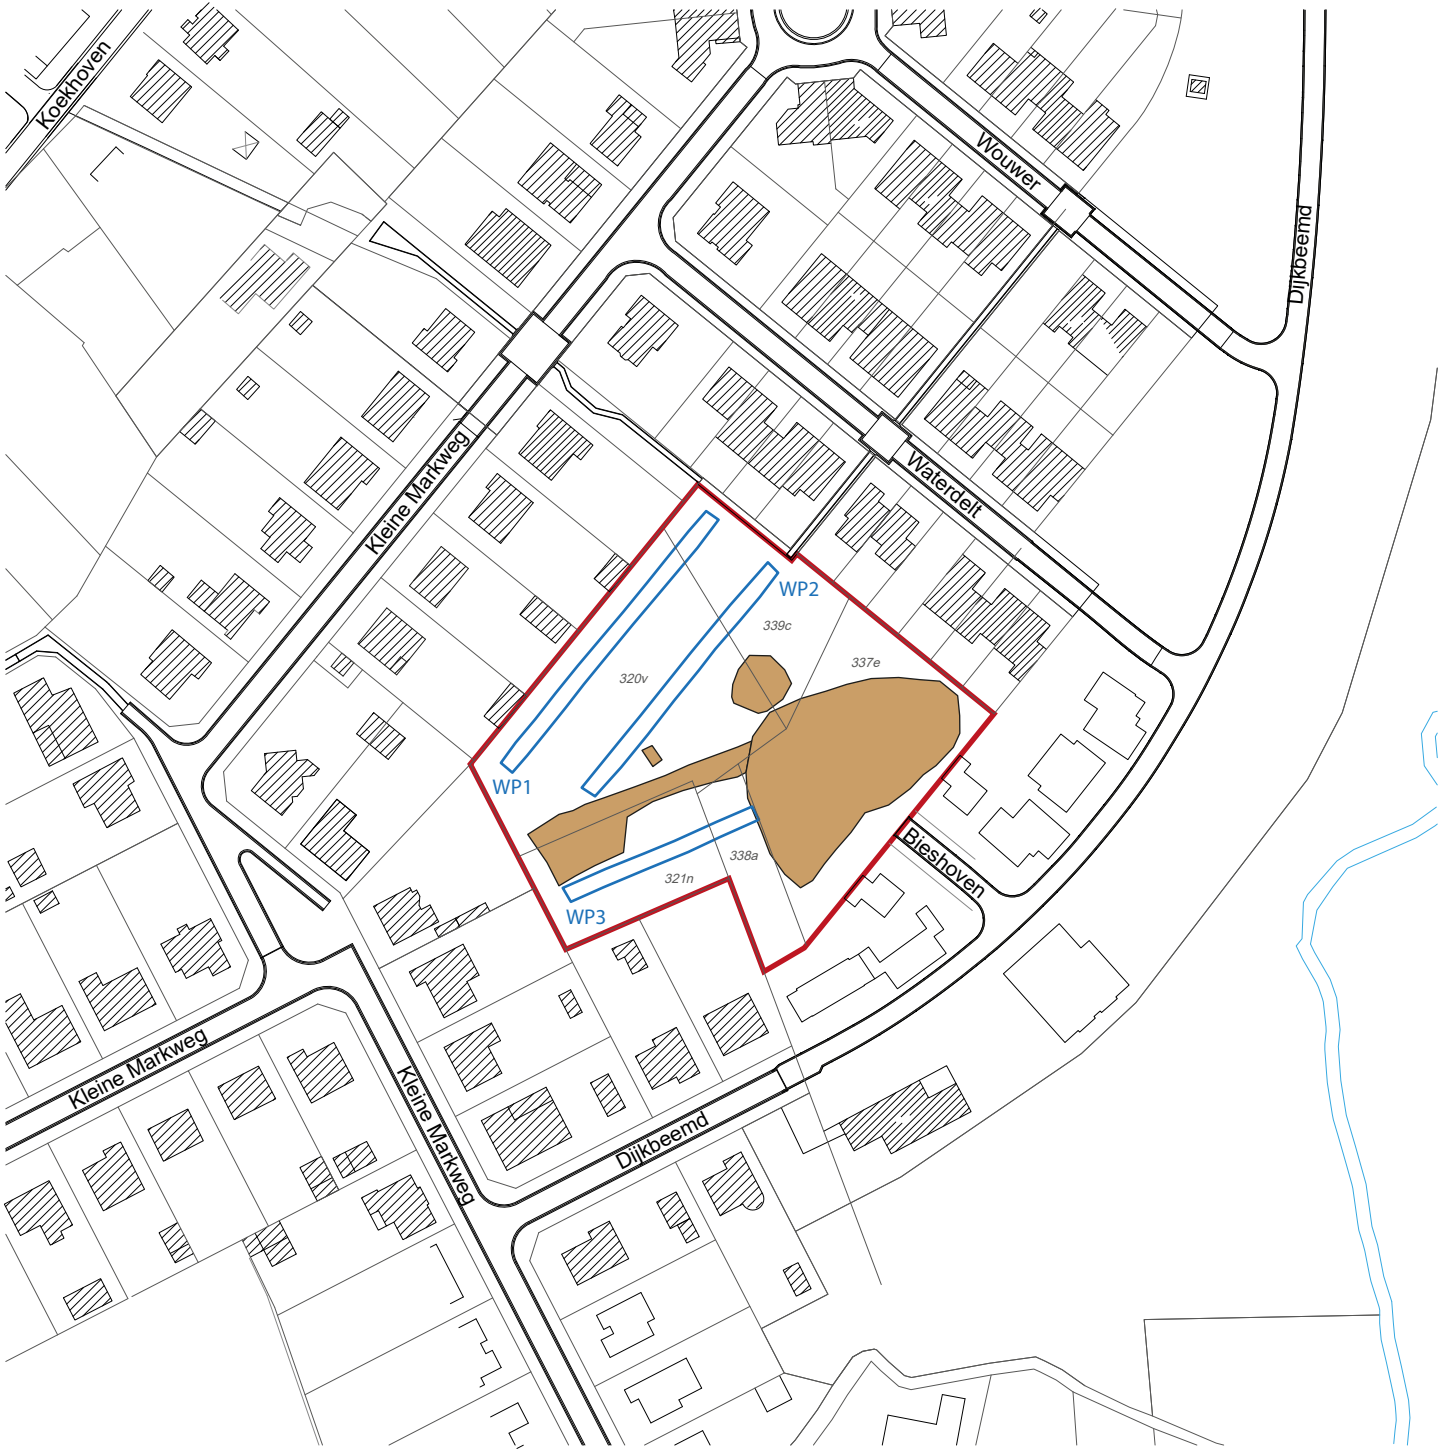 Koekhoven
Wouwer
Dijkbeemd
Kleine Markweg
Waterdelt
WP2
339c
337e
320v
WP1
Bieshoven
338a
321n
WP3
Kleine Markweg
Kleine Markweg
Dijkbeemd